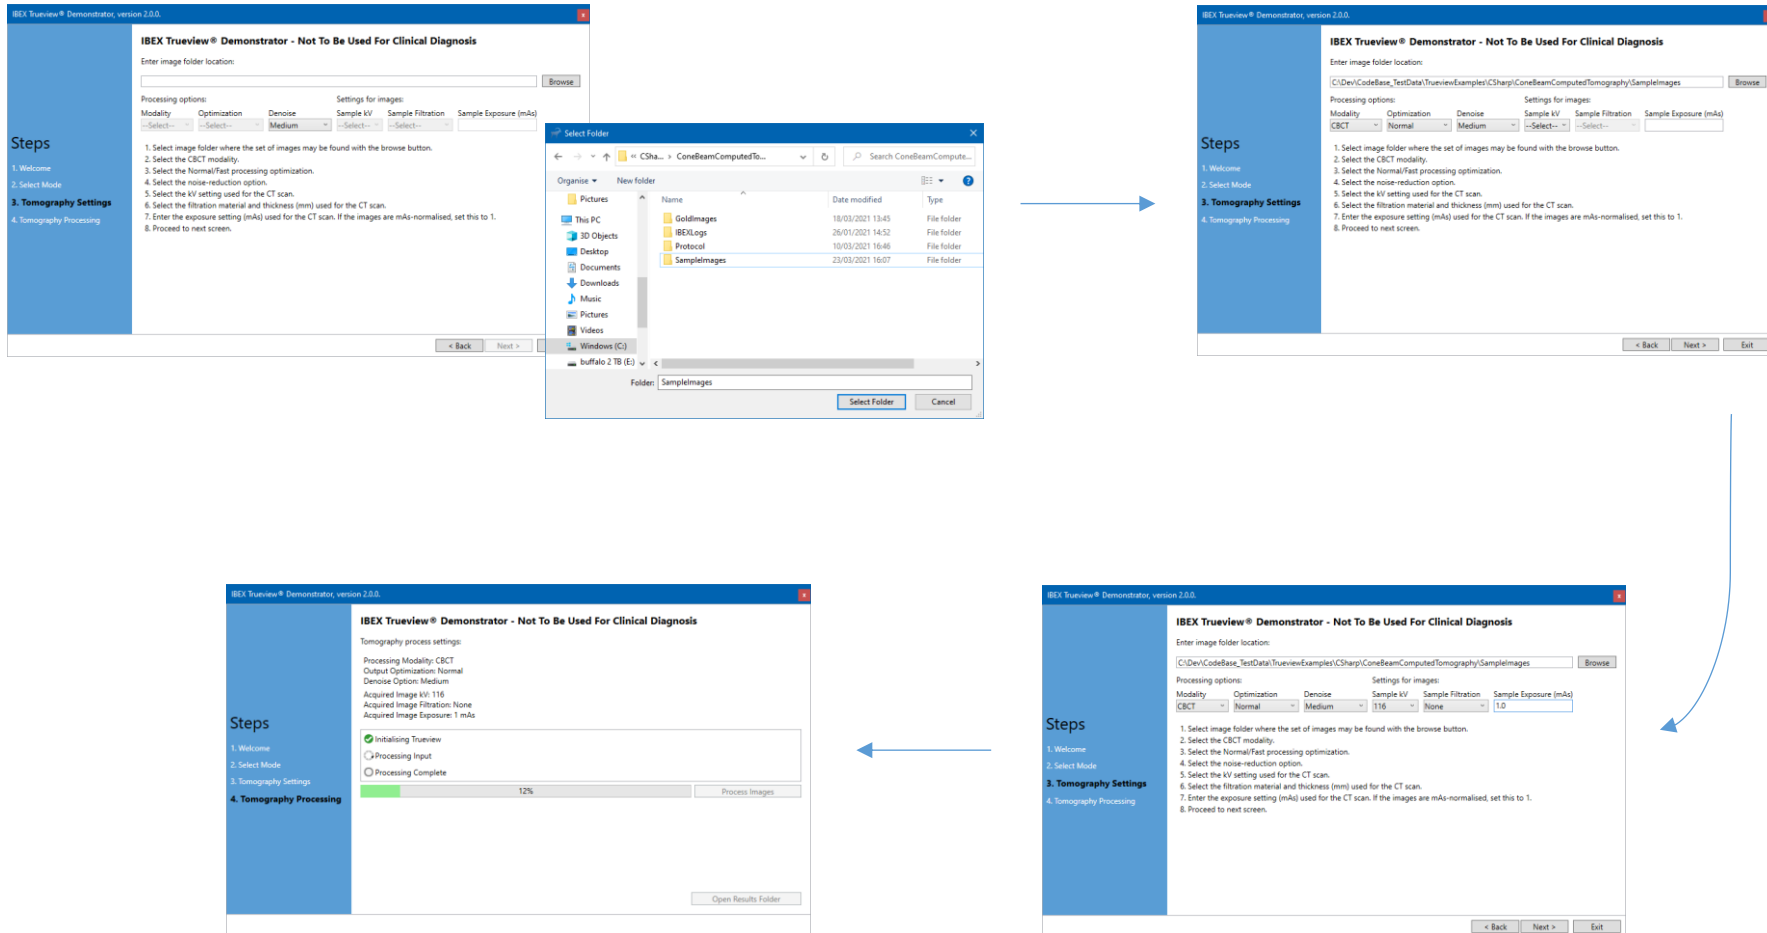 IBEX Trueview® Demonstrator, version 2.0.0.
IBEX Trueview® Demonstrator - Not To Be Used For Clinical Diagnosis
Enter image folder location:
Browse
Processing options: Settings for images:
Modality Optimization Denoise Sample kV Sample Filtration Sample Exposure (mAs)
--Select-- --Select-- Medium --Select-- --Select--
Steps
1. Welcome
2. Select Mode
3. Tomography Settings
4. Tomography Processing
1. Select image folder where the set of images may be found with the browse button.
2. Select the CBCT modality.
3. Select the Normal/Fast processing optimization.
4. Select the noise-reduction option.
5. Select the kV setting used for the CT scan.
6. Select the filtration material and thickness (mm) used for the CT scan.
7. Enter the exposure setting (mAs) used for the CT scan. If the images are mAs-normalised, set this to 1.
8. Proceed to next screen.
< Back Next >
Select Folder
« CSha... > ConeBeamComputedTo... Search ConeBeamCompute...
Organise New folder
Name Date modified Type
Pictures
This PC
3D Objects
Desktop
Documents
Downloads
Music
Pictures
Videos
Windows (C:)
buffalo 2 TB (E:)
GoldImages 18/03/2021 13:45 File folder
IBEXLogs 26/01/2021 14:52 File folder
Protocol 10/03/2021 16:46 File folder
SampleImages 23/03/2021 16:07 File folder
Folder: SampleImages
Select Folder Cancel
IBEX Trueview® Demonstrator, version 2.0.0.
IBEX Trueview® Demonstrator - Not To Be Used For Clinical Diagnosis
Enter image folder location:
C:\Dev\CodeBase_TestData\TrueviewExamples\CSharp\ConeBeamComputedTomography\SampleImages Browse
Processing options: Settings for images:
Modality Optimization Denoise Sample kV Sample Filtration Sample Exposure (mAs)
CBCT Normal Medium --Select-- --Select--
Steps
1. Welcome
2. Select Mode
3. Tomography Settings
4. Tomography Processing
1. Select image folder where the set of images may be found with the browse button.
2. Select the CBCT modality.
3. Select the Normal/Fast processing optimization.
4. Select the noise-reduction option.
5. Select the kV setting used for the CT scan.
6. Select the filtration material and thickness (mm) used for the CT scan.
7. Enter the exposure setting (mAs) used for the CT scan. If the images are mAs-normalised, set this to 1.
8. Proceed to next screen.
< Back Next > Exit
IBEX Trueview® Demonstrator, version 2.0.0.
IBEX Trueview® Demonstrator - Not To Be Used For Clinical Diagnosis
Tomography process settings:
Processing Modality: CBCT
Output Optimization: Normal
Denoise Option: Medium
Acquired Image kV: 116
Acquired Image Filtration: None
Acquired Image Exposure: 1 mAs
Steps
1. Welcome
2. Select Mode
3. Tomography Settings
4. Tomography Processing
Initialising Trueview
Processing Input
Processing Complete
12% Process Images
Open Results Folder
IBEX Trueview® Demonstrator, version 2.0.0.
IBEX Trueview® Demonstrator - Not To Be Used For Clinical Diagnosis
Enter image folder location:
C:\Dev\CodeBase_TestData\TrueviewExamples\CSharp\ConeBeamComputedTomography\SampleImages Browse
Processing options: Settings for images:
Modality Optimization Denoise Sample kV Sample Filtration Sample Exposure (mAs)
CBCT Normal Medium 116 None 1.0
Steps
1. Welcome
2. Select Mode
3. Tomography Settings
4. Tomography Processing
1. Select image folder where the set of images may be found with the browse button.
2. Select the CBCT modality.
3. Select the Normal/Fast processing optimization.
4. Select the noise-reduction option.
5. Select the kV setting used for the CT scan.
6. Select the filtration material and thickness (mm) used for the CT scan.
7. Enter the exposure setting (mAs) used for the CT scan. If the images are mAs-normalised, set this to 1.
8. Proceed to next screen.
< Back Next > Exit